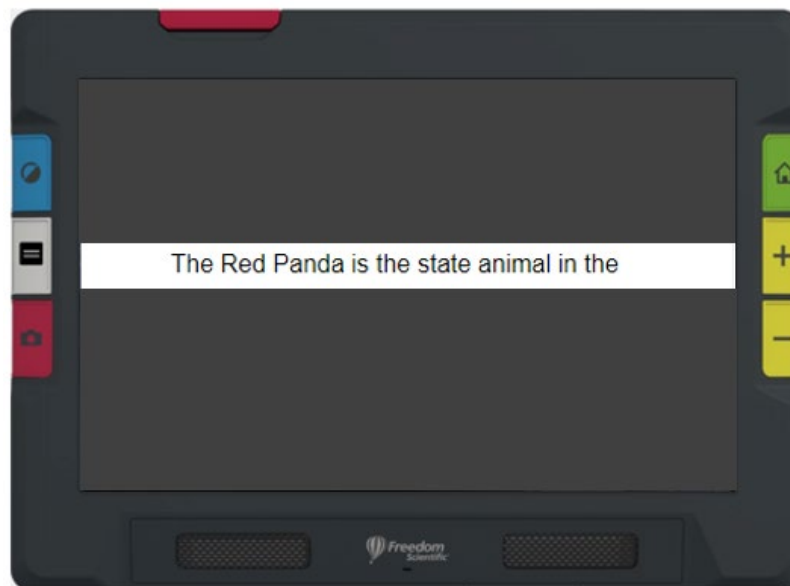 The Red Panda is the state animal in the
Freedom
Scientific